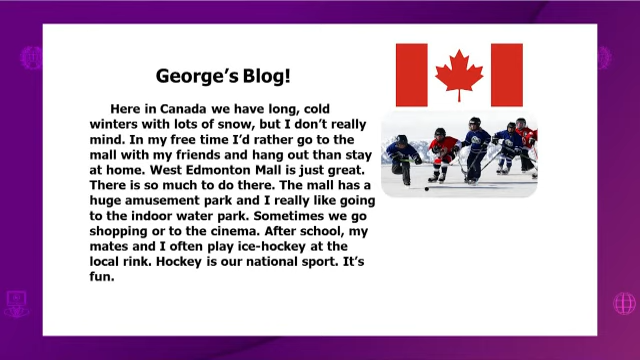 George's Blog!
Here in Canada we have long, cold
winters with lots of snow, but I don't really
mind. In my free time I'd rather go to the
mall with my friends and hang out than stay
at home. West Edmonton Mall is just great.
There is so much to do there. The mall has a
huge amusement park and I really like going
to the indoor water park. Sometimes we go
shopping or to the cinema. After school, my
mates and I often play ice-hockey at the
local rink. Hockey is our national sport. It's
fun.